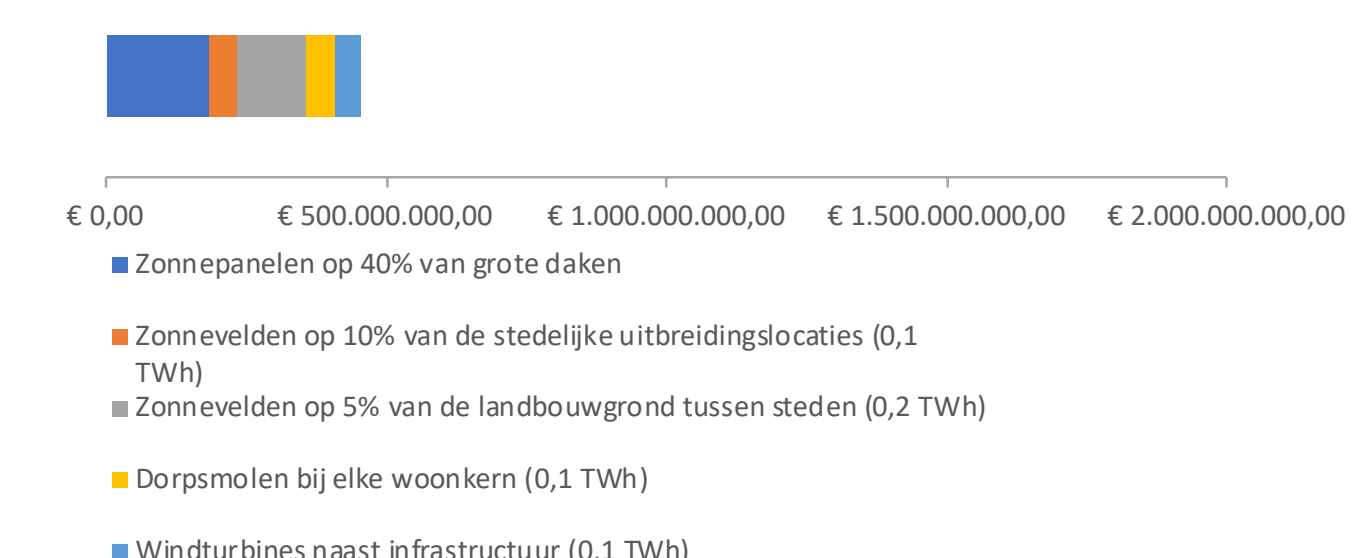 € 0,00 € 500.000.000,00 € 1.000.000.000,00 € 1.500.000.000,00 € 2.000.000.000,00
Zonnepanelen op 40% van grote daken
Zonnevelden op 10% van de stedelijke uitbreidingslocaties (0,1
TWh)
Zonnevelden op 5% van de landbouwgrond tussen steden (0,2 TWh)
Dorpsmolen bij elke woonkern (0,1 TWh)
Windturbines naast infrastructuur (0,1 TWh)